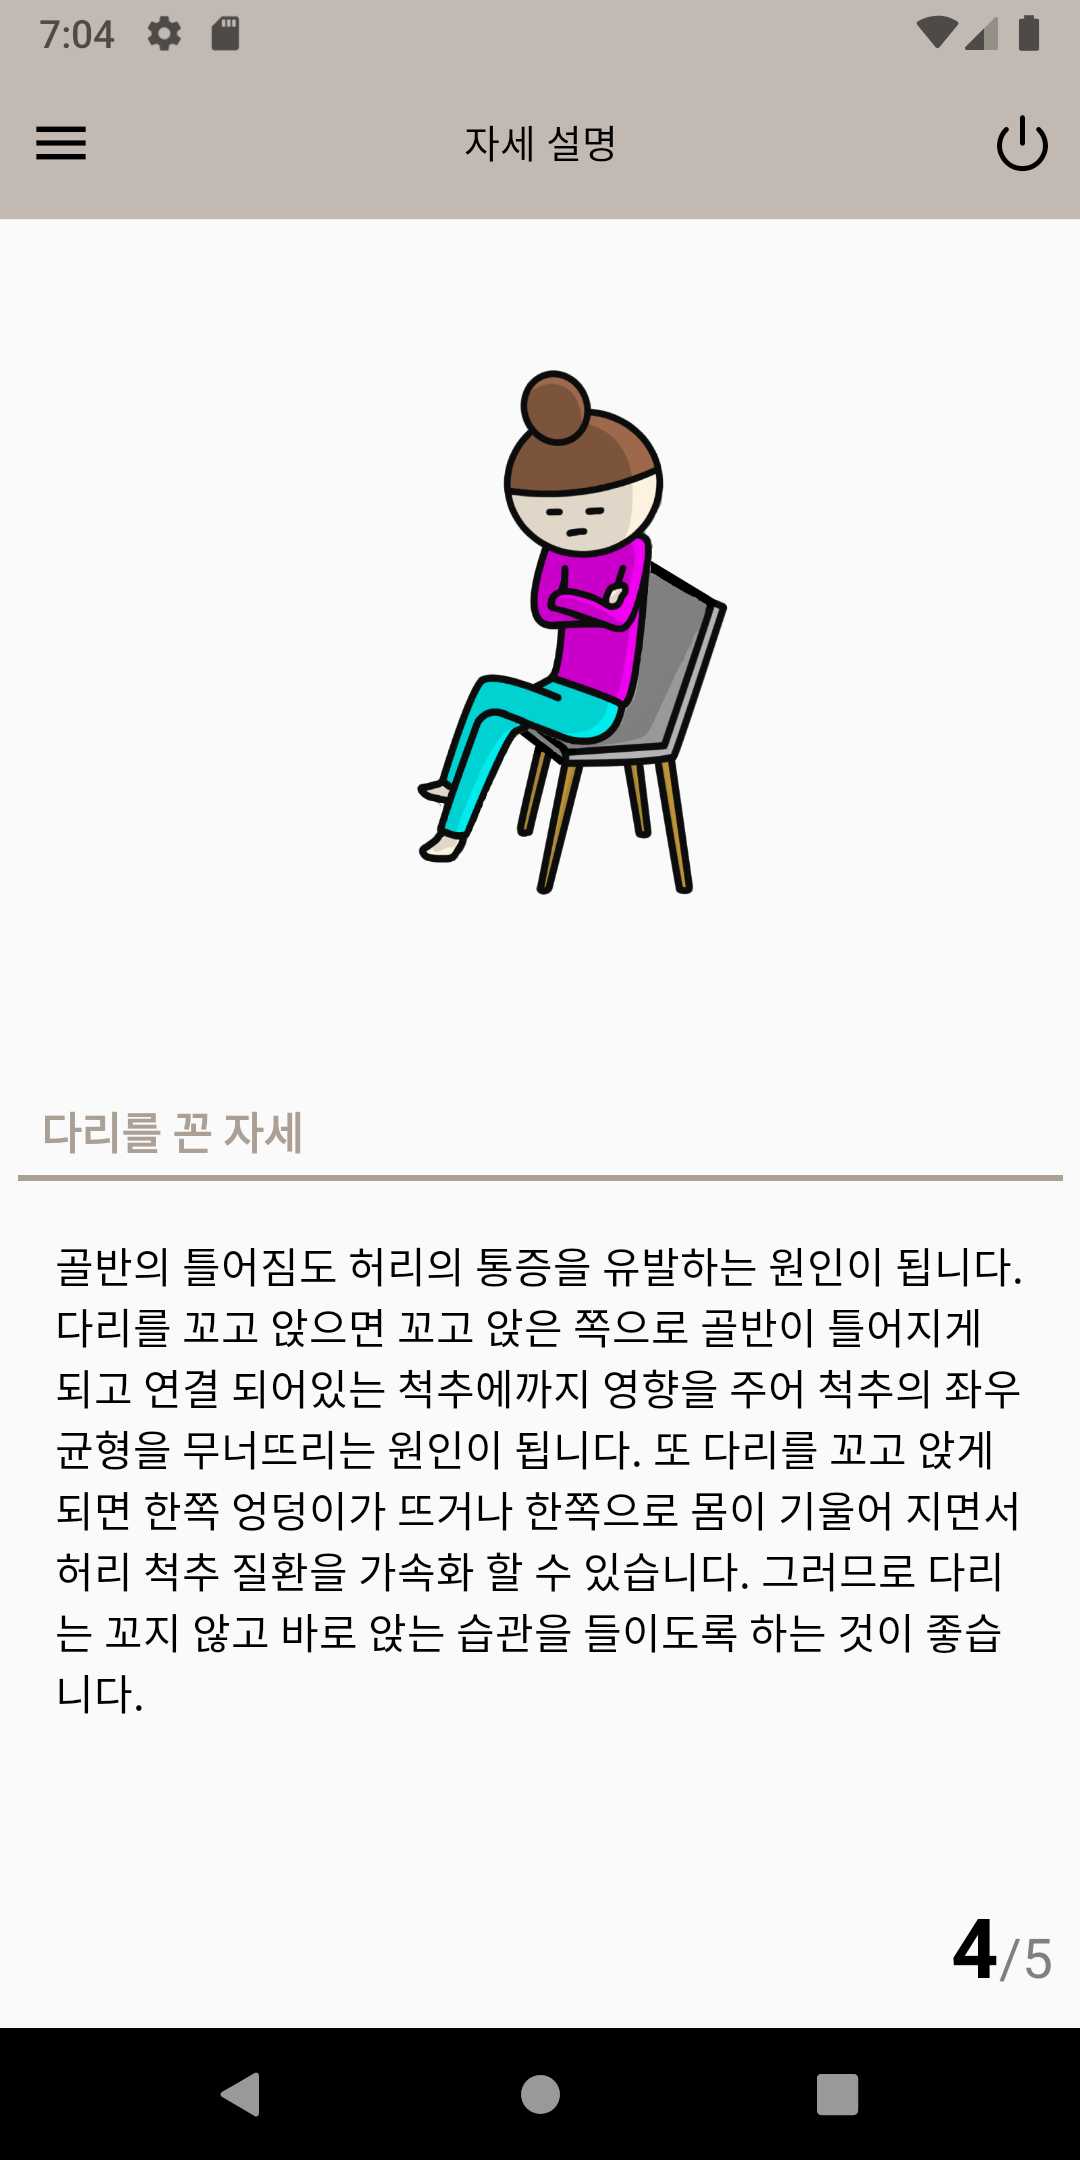 7:04
자세 설명
다리를 꼰 자세
골반의 틀어짐도 허리의 통증을 유발하는 원인이 됩니다.
다리를 꼬고 앉으면 꼬고 앉은 쪽으로 골반이 틀어지게
되고 연결 되어있는 척추에까지 영향을 주어 척추의 좌우
균형을 무너뜨리는 원인이 됩니다. 또 다리를 꼬고 앉게
되면 한쪽 엉덩이가 뜨거나 한쪽으로 몸이 기울어 지면서
허리 척추 질환을 가속화 할 수 있습니다. 그러므로 다리
는 꼬지 않고 바로 앉는 습관을 들이도록 하는 것이 좋습
니다.
4/5